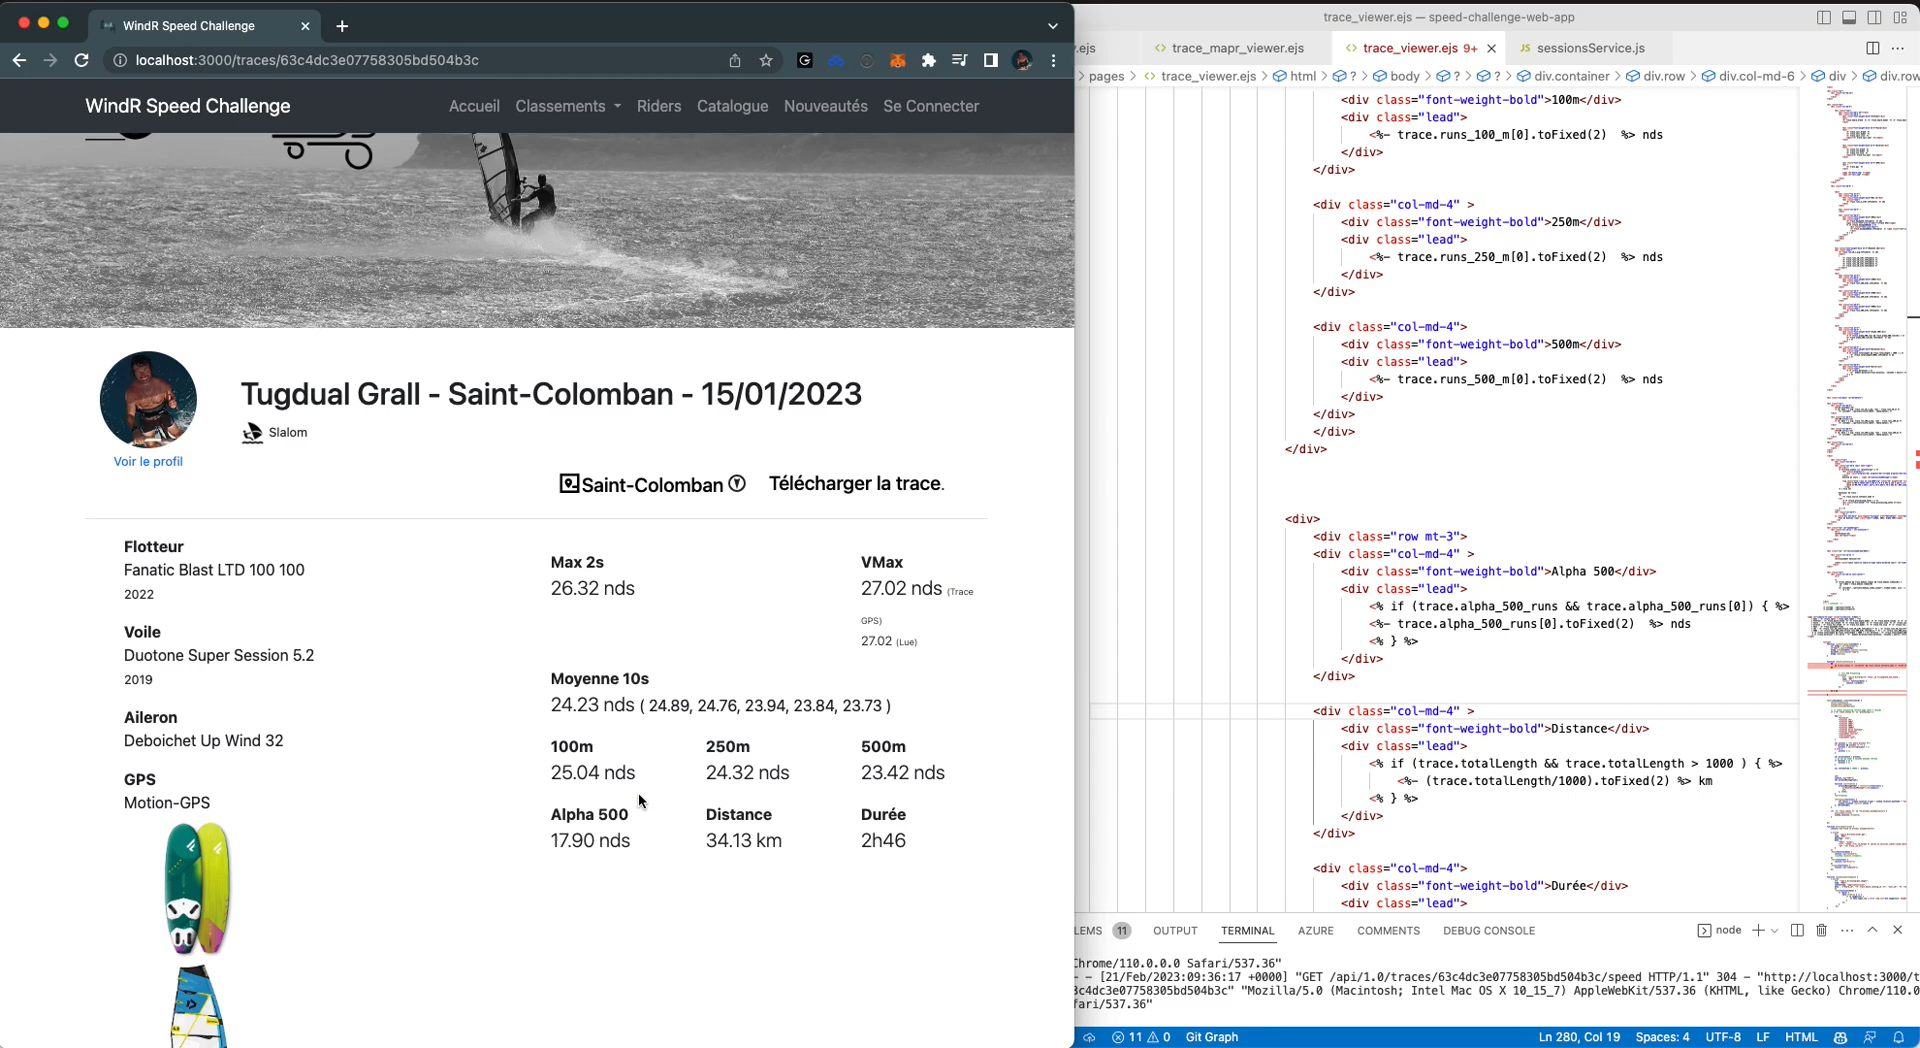 WindR Speed Challenge
localhost:3000/traces/63c4dc3e07758305bd504b3c
WindR Speed Challenge
Accueil Classements Riders Catalogue Nouveautés Se Connecter
Tugdual Grall - Saint-Colomban - 15/01/2023
Slalom
Voir le profil
Saint-Colomban
Télécharger la trace.
Flotteur
Fanatic Blast LTD 100 100
2022
Voile
Duotone Super Session 5.2
2019
Aileron
Deboichet Up Wind 32
GPS
Motion-GPS
Max 2s
26.32 nds
VMax
27.02 nds (Trace
GPS)
27.02 (Lue)
Moyenne 10s
24.23 nds ( 24.89, 24.76, 23.94, 23.84, 23.73 )
100m 250m 500m
25.04 nds 24.32 nds 23.42 nds
Alpha 500 Distance Durée
17.90 nds 34.13 km 2h46
trace_viewer.ejs — speed-challenge-web-app
.ejs <> trace_mapr_viewer.ejs <> trace_viewer.ejs 9+ JS sessionsService.js
pages > <> trace_viewer.ejs > html > ? > body > ? > ? > div.container > div.row > div.col-md-6 > div > div.row
<div class="font-weight-bold">100m</div>
<div class="lead">
<%- trace.runs_100_m[0].toFixed(2)  %> nds
</div>
</div>
<div class="col-md-4" >
<div class="font-weight-bold">250m</div>
<div class="lead">
<%- trace.runs_250_m[0].toFixed(2)  %> nds
</div>
</div>
<div class="col-md-4">
<div class="font-weight-bold">500m</div>
<div class="lead">
<%- trace.runs_500_m[0].toFixed(2)  %> nds
</div>
</div>
</div>
</div>
<div>
<div class="row mt-3">
<div class="col-md-4" >
<div class="font-weight-bold">Alpha 500</div>
<div class="lead">
<% if (trace.alpha_500_runs && trace.alpha_500_runs[0]) { %>
<%- trace.alpha_500_runs[0].toFixed(2)  %> nds
<% } %>
</div>
</div>
<div class="col-md-4" >
<div class="font-weight-bold">Distance</div>
<div class="lead">
<% if (trace.totalLength && trace.totalLength > 1000 ) { %>
<%- (trace.totalLength/1000).toFixed(2) %> km
<% } %>
</div>
</div>
<div class="col-md-4">
<div class="font-weight-bold">Durée</div>
<div class="lead">
LEMS 11 OUTPUT TERMINAL AZURE COMMENTS DEBUG CONSOLE node
Chrome/110.0.0.0 Safari/537.36"
- - [21/Feb/2023:09:36:17 +0000] "GET /api/1.0/traces/63c4dc3e07758305bd504b3c/speed HTTP/1.1" 304 - "http://localhost:3000/t
3c4dc3e07758305bd504b3c" "Mozilla/5.0 (Macintosh; Intel Mac OS X 10_15_7) AppleWebKit/537.36 (KHTML, like Gecko) Chrome/110.0
fari/537.36"
11 0 Git Graph Ln 280, Col 19 Spaces: 4 UTF-8 LF HTML